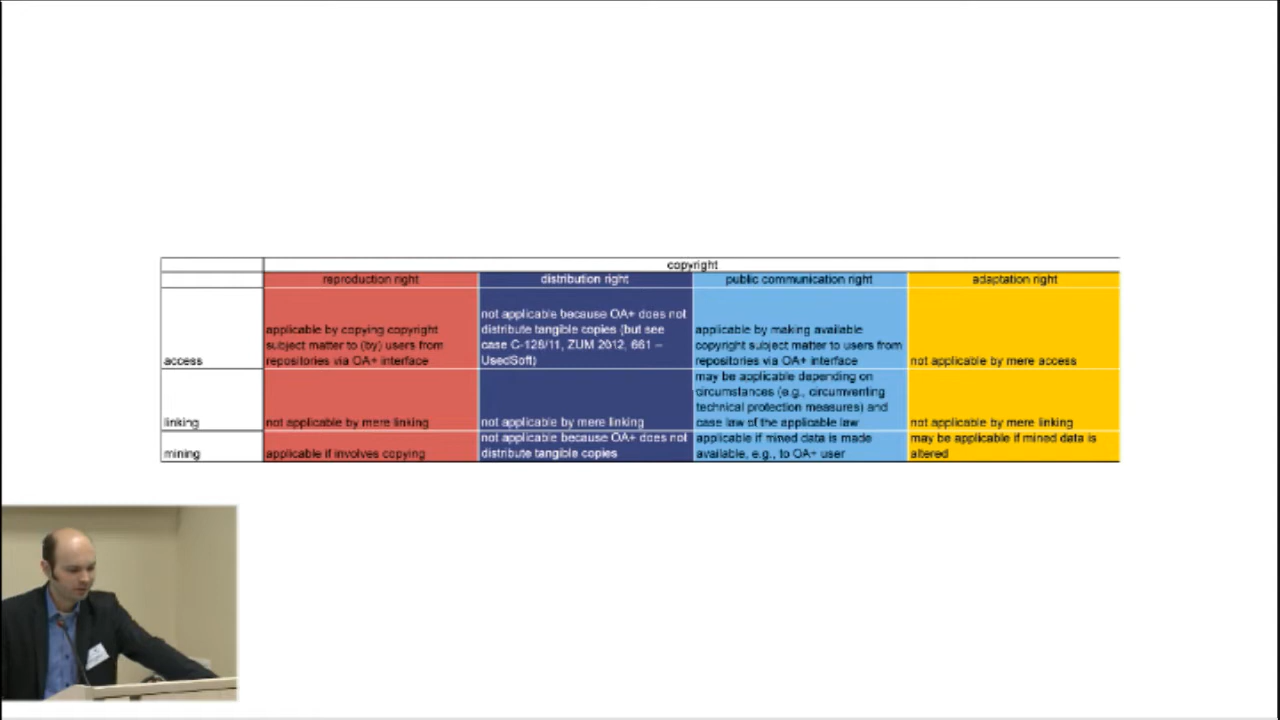 copyright
reproduction right distribution right public communication right adaptation right
access
applicable by copying copyright
subject matter to (by) users from
repositories via OA+ interface
not applicable because OA+ does not
distribute tangible copies (but see
case C-128/11, ZUM 2012, 661 –
UsedSoft)
applicable by making available
copyright subject matter to users from
repositories via OA+ interface
not applicable by mere access
linking
not applicable by mere linking
not applicable by mere linking
may be applicable depending on
circumstances (e.g., circumventing
technical protection measures) and
case law of the applicable law
not applicable by mere linking
mining
applicable if involves copying
not applicable because OA+ does not
distribute tangible copies
applicable if mined data is made
available, e.g., to OA+ user
may be applicable if mined data is
altered